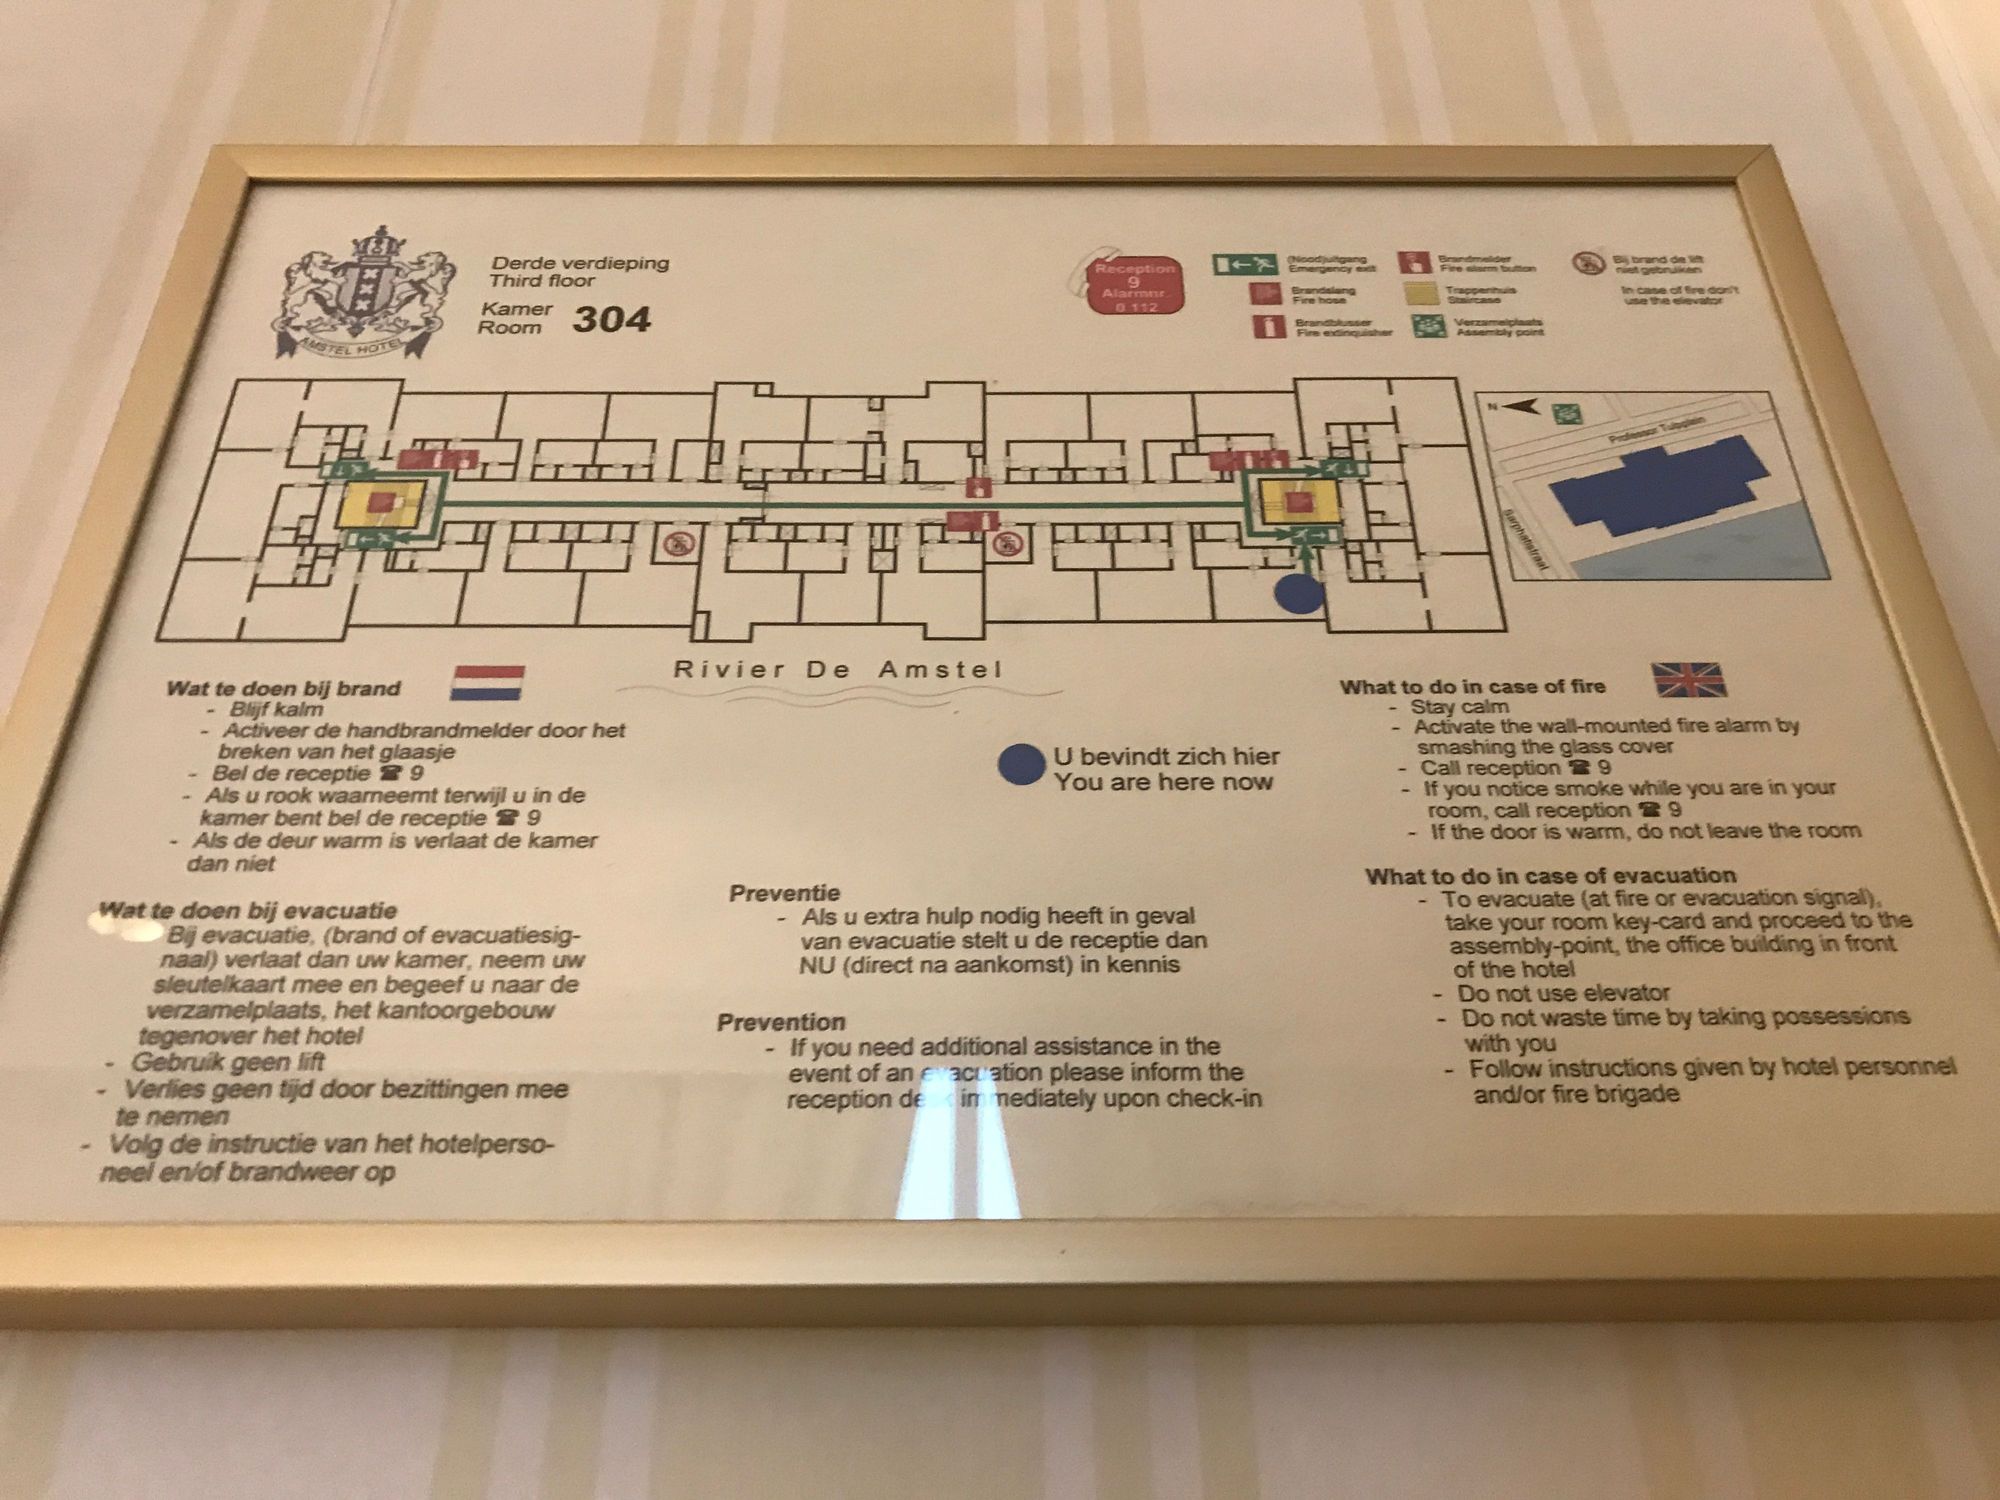 AMSTEL HOTEL
Derde verdieping
Third floor
Kamer
Room 304
Reception
9
Alarmnr.
0 112
(Nood)uitgang
Emergency exit
Brandslang
Fire hose
Brandblusser
Fire extinquisher
Brandmelder
Fire alarm button
Trappenhuis
Staircase
Verzamelplaats
Assembly point
Bij brand de lift
niet gebruiken
In case of fire don't
use the elevator
N
Professor Tulpplein
Sarphatistraat
Rivier De Amstel
Wat te doen bij brand
- Blijf kalm
- Activeer de handbrandmelder door het
breken van het glaasje
- Bel de receptie ☎ 9
- Als u rook waarneemt terwijl u in de
kamer bent bel de receptie ☎ 9
- Als de deur warm is verlaat de kamer
dan niet
Wat te doen bij evacuatie
Bij evacuatie, (brand of evacuatiesig-
naal) verlaat dan uw kamer, neem uw
sleutelkaart mee en begeef u naar de
verzamelplaats, het kantoorgebouw
tegenover het hotel
- Gebruik geen lift
- Verlies geen tijd door bezittingen mee
te nemen
- Volg de instructie van het hotelperso-
neel en/of brandweer op
U bevindt zich hier
You are here now
Preventie
- Als u extra hulp nodig heeft in geval
van evacuatie stelt u de receptie dan
NU (direct na aankomst) in kennis
Prevention
- If you need additional assistance in the
event of an evacuation please inform the
reception desk immediately upon check-in
What to do in case of fire
- Stay calm
- Activate the wall-mounted fire alarm by
smashing the glass cover
- Call reception ☎ 9
- If you notice smoke while you are in your
room, call reception ☎ 9
- If the door is warm, do not leave the room
What to do in case of evacuation
- To evacuate (at fire or evacuation signal),
take your room key-card and proceed to the
assembly-point, the office building in front
of the hotel
- Do not use elevator
- Do not waste time by taking possessions
with you
- Follow instructions given by hotel personnel
and/or fire brigade